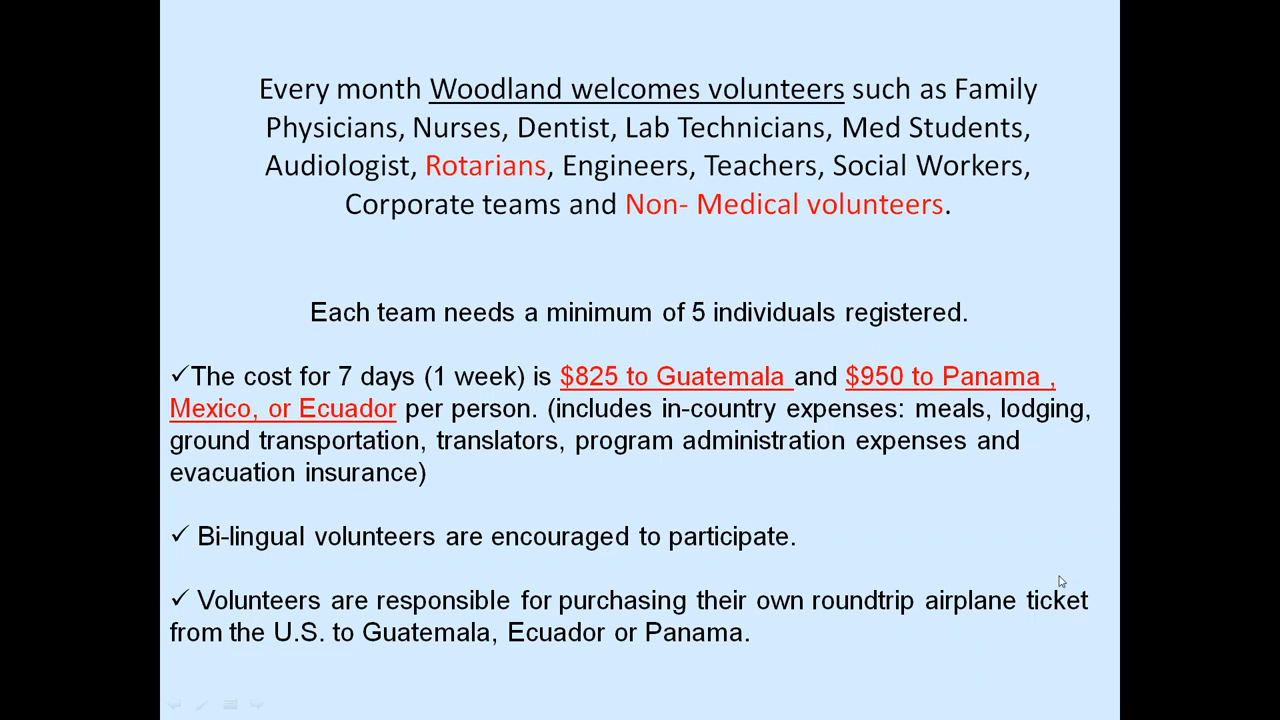 Every month Woodland welcomes volunteers such as Family
Physicians, Nurses, Dentist, Lab Technicians, Med Students,
Audiologist, Rotarians, Engineers, Teachers, Social Workers,
Corporate teams and Non- Medical volunteers.
Each team needs a minimum of 5 individuals registered.
✓The cost for 7 days (1 week) is $825 to Guatemala and $950 to Panama ,
Mexico, or Ecuador per person. (includes in-country expenses: meals, lodging,
ground transportation, translators, program administration expenses and
evacuation insurance)
✓ Bi-lingual volunteers are encouraged to participate.
✓ Volunteers are responsible for purchasing their own roundtrip airplane ticket
from the U.S. to Guatemala, Ecuador or Panama.